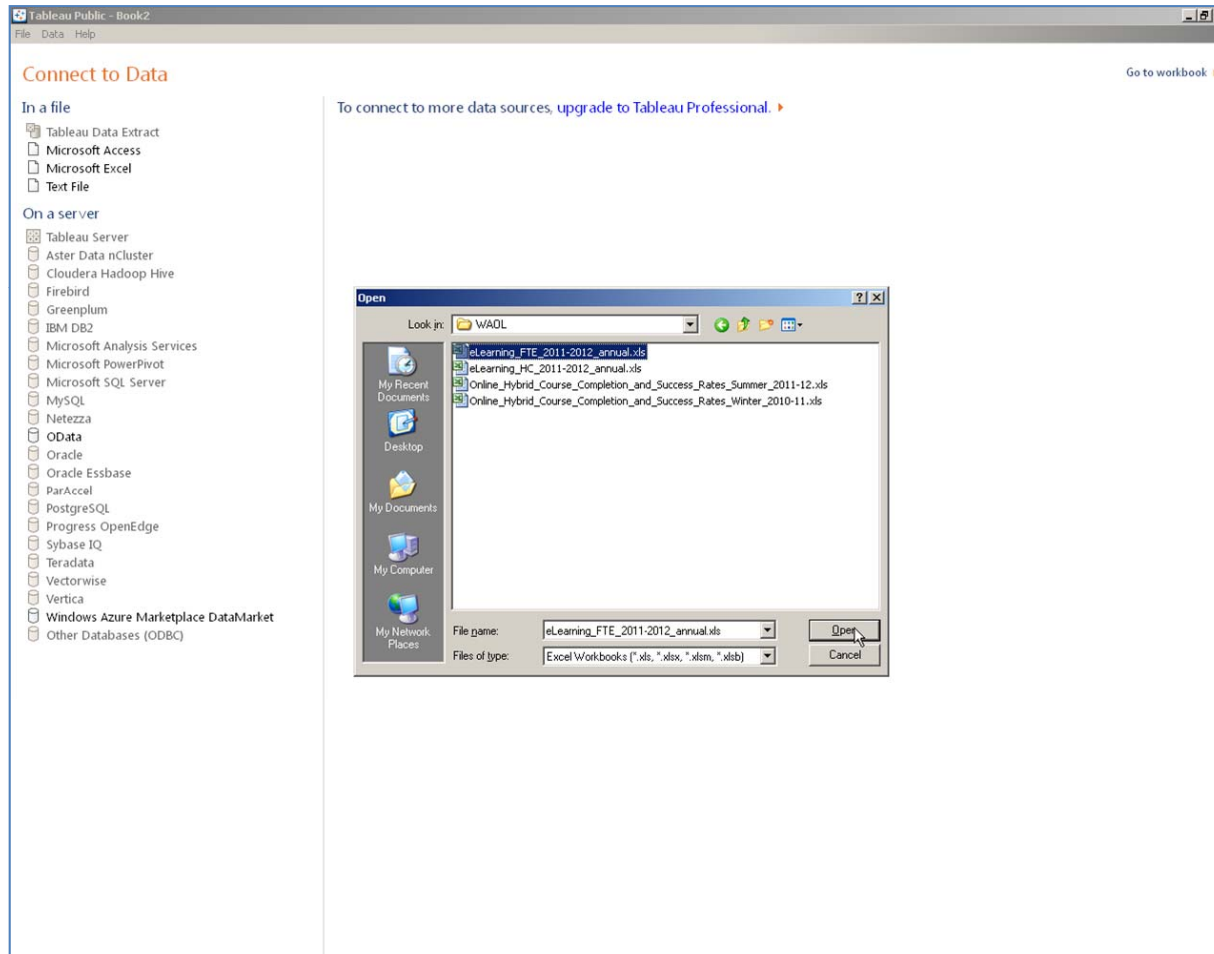 Tableau Public - Book2
File Data Help
Connect to Data
Go to workbook
In a file
To connect to more data sources, upgrade to Tableau Professional.
Tableau Data Extract
Microsoft Access
Microsoft Excel
Text File
On a server
Tableau Server
Aster Data nCluster
Cloudera Hadoop Hive
Firebird
Greenplum
IBM DB2
Microsoft Analysis Services
Microsoft PowerPivot
Microsoft SQL Server
MySQL
Netezza
OData
Oracle
Oracle Essbase
ParAccel
PostgreSQL
Progress OpenEdge
Sybase IQ
Teradata
Vectorwise
Vertica
Windows Azure Marketplace DataMarket
Other Databases (ODBC)
Open
Look in: WAOL
My Recent
Documents
Desktop
My Documents
My Computer
My Network
Places
eLearning_FTE_2011-2012_annual.xls
eLearning_HC_2011-2012_annual.xls
Online_Hybrid_Course_Completion_and_Success_Rates_Summer_2011-12.xls
Online_Hybrid_Course_Completion_and_Success_Rates_Winter_2010-11.xls
File name: eLearning_FTE_2011-2012_annual.xls Open
Files of type: Excel Workbooks (*.xls, *.xlsx, *.xlsm, *.xlsb) Cancel